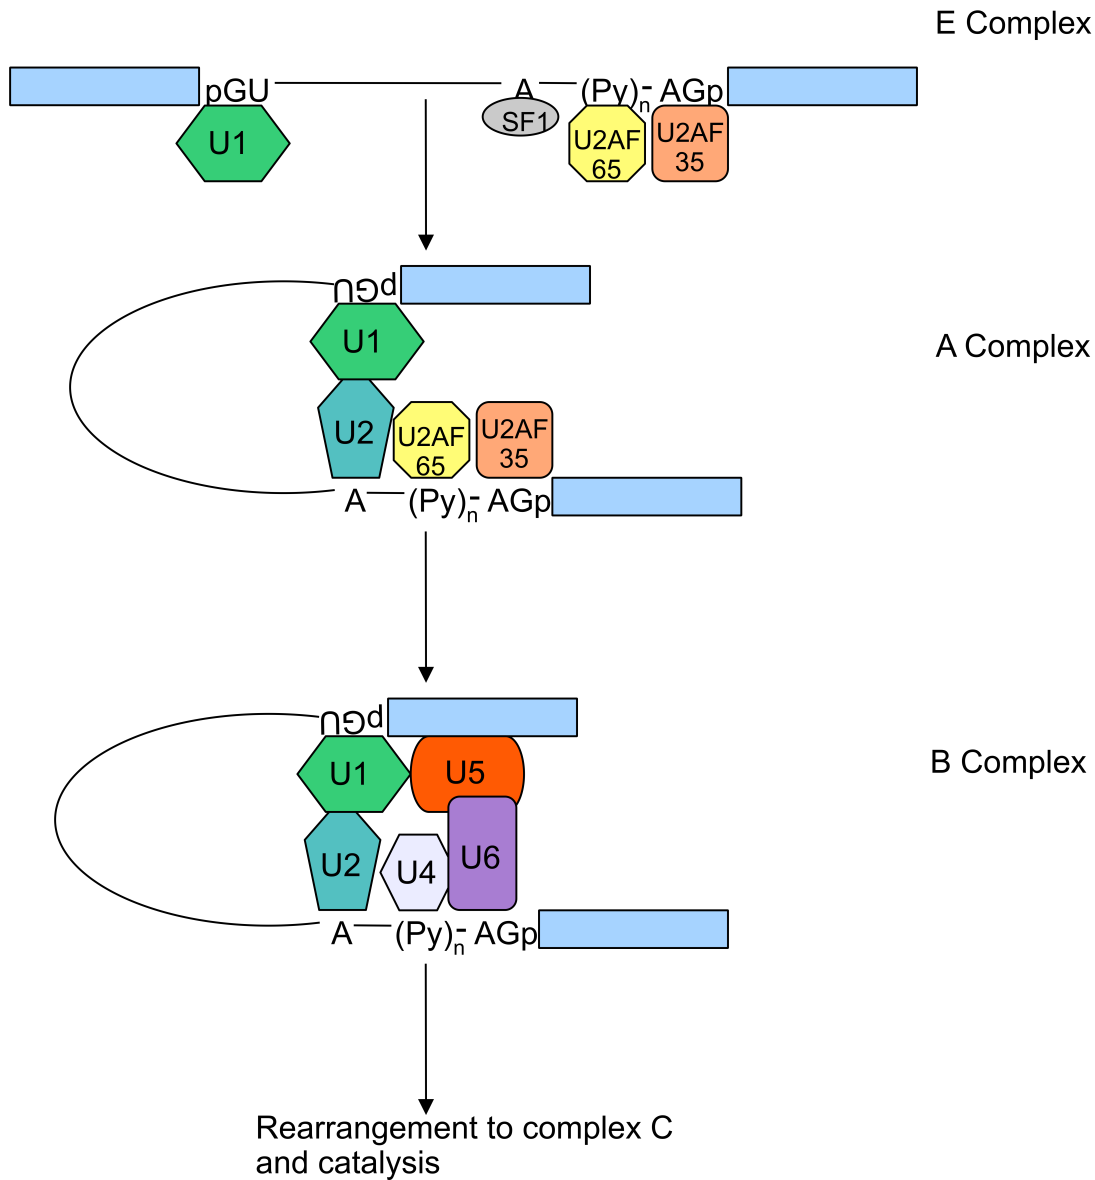 E Complex
pGU A (Py)n- AGp
U1 SF1 U2AF 65 U2AF 35
pGU
U1
A Complex
U2 U2AF 65 U2AF 35
A (Py)n- AGp
pGU
U1 U5
B Complex
U2 U4 U6
A (Py)n- AGp
Rearrangement to complex C
and catalysis